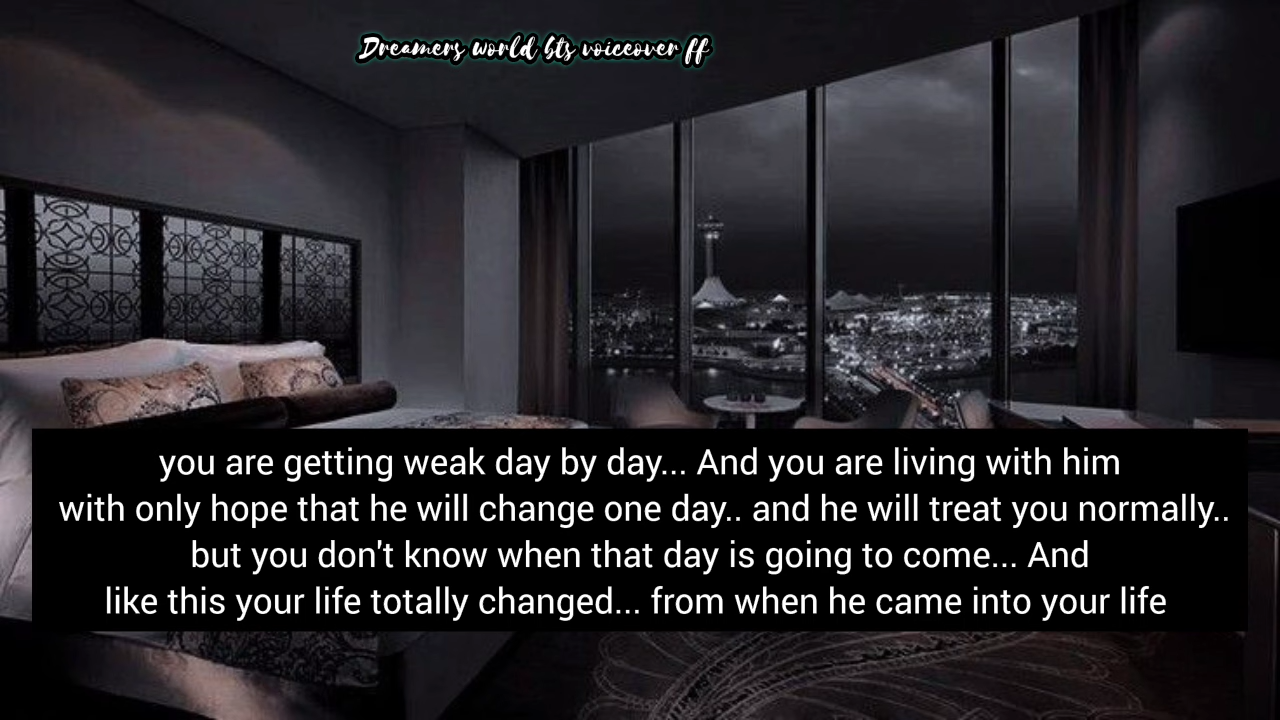 Dreamers world bts voiceover ff
you are getting weak day by day... And you are living with him
with only hope that he will change one day.. and he will treat you normally..
but you don't know when that day is going to come... And
like this your life totally changed... from when he came into your life